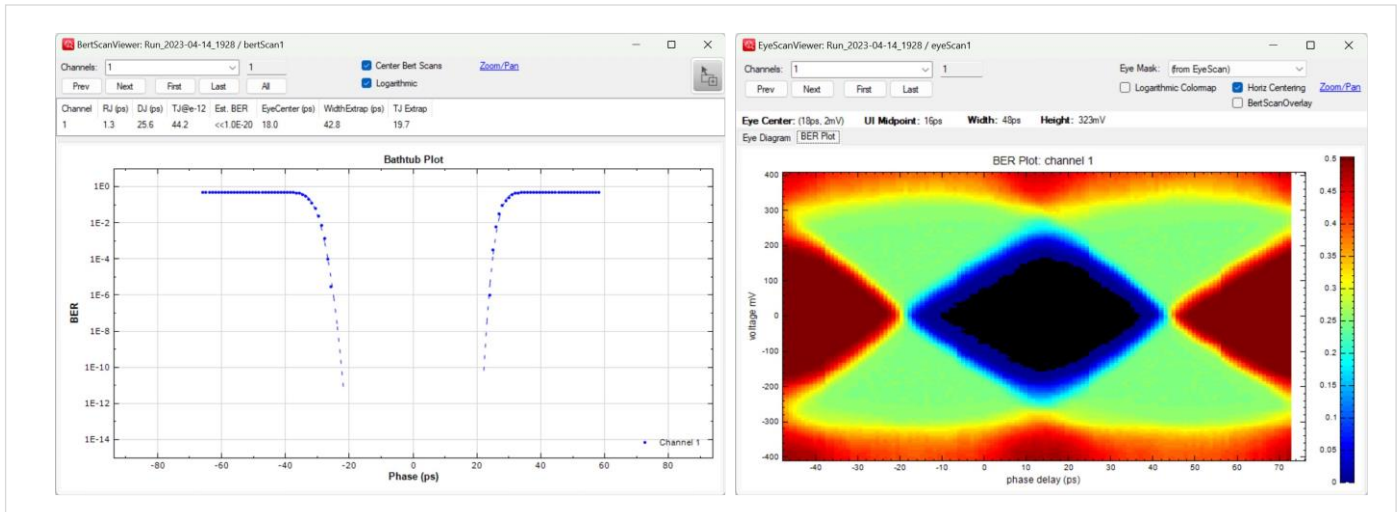 BertScanViewer: Run_2023-04-14_1928 / bertScan1
Channels: 1 1
Center Bert Scans
Zoom/Pan
Logarithmic
Prev Next First Last All
Channel RJ (ps) DJ (ps) TJ@e-12 Est. BER EyeCenter (ps) WidthExtrap (ps) TJ Extrap
1 1.3 25.6 44.2 <<1.0E-20 18.0 42.8 19.7
Bathtub Plot
1E0
1E-2
1E-4
1E-6
1E-8
1E-10
1E-12
1E-14
BER
Channel 1
-80 -60 -40 -20 0 20 40 60 80
Phase (ps)
EyeScanViewer: Run_2023-04-14_1928 / eyeScan1
Channels: 1 1
Eye Mask: (from EyeScan)
Prev Next First Last
Logarithmic Colormap
Horiz Centering
Zoom/Pan
BertScanOverlay
Eye Center: (18ps, 2mV) UI Midpoint: 16ps Width: 48ps Height: 323mV
Eye Diagram BER Plot
BER Plot: channel 1
400
300
200
100
0
-100
-200
-300
-400
voltage mV
-40 -30 -20 -10 0 10 20 30 40 50 60 70
phase delay (ps)
0.5
0.45
0.4
0.35
0.3
0.25
0.2
0.15
0.1
0.05
0